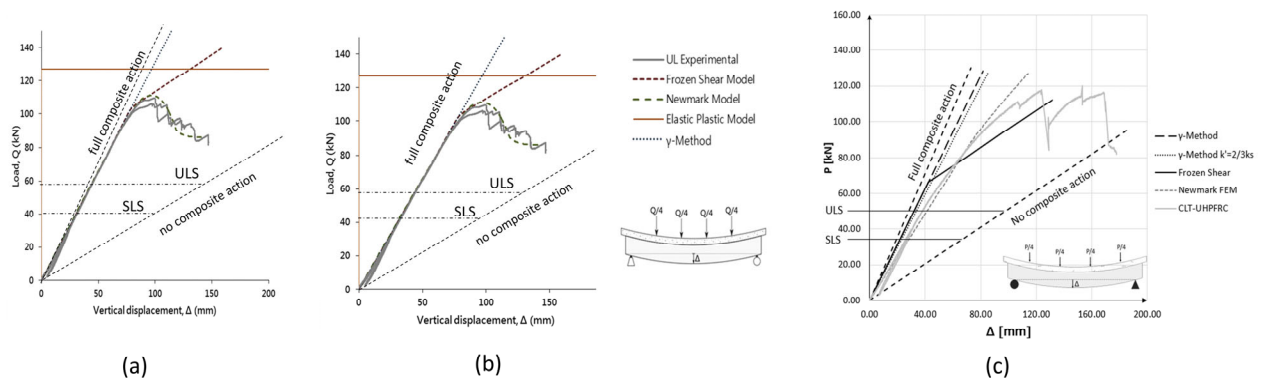 140
120
100
80
60
40
20
0
Load, Q (kN)
full composite action
ULS
SLS
no composite action
0
50
100
150
200
Vertical displacement, Δ (mm)
(a)
140
120
100
80
60
40
20
0
Load, Q (kN)
full composite action
ULS
SLS
no composite action
0
50
100
150
Vertical displacement, Δ (mm)
(b)
UL Experimental
Frozen Shear Model
Newmark Model
Elastic Plastic Model
γ-Method
Q/4 Q/4 Q/4 Q/4
Δ
160.00
140.00
120.00
100.00
80.00
60.00
ULS
40.00
SLS
20.00
0.00
P [kN]
Full composite action
No composite action
P/4 P/4 P/4 P/4
Δ
0.00 40.00 80.00 120.00 160.00 200.00
Δ [mm]
γ-Method
γ-Method k'=2/3ks
Frozen Shear
Newmark FEM
CLT-UHPFRC
(c)